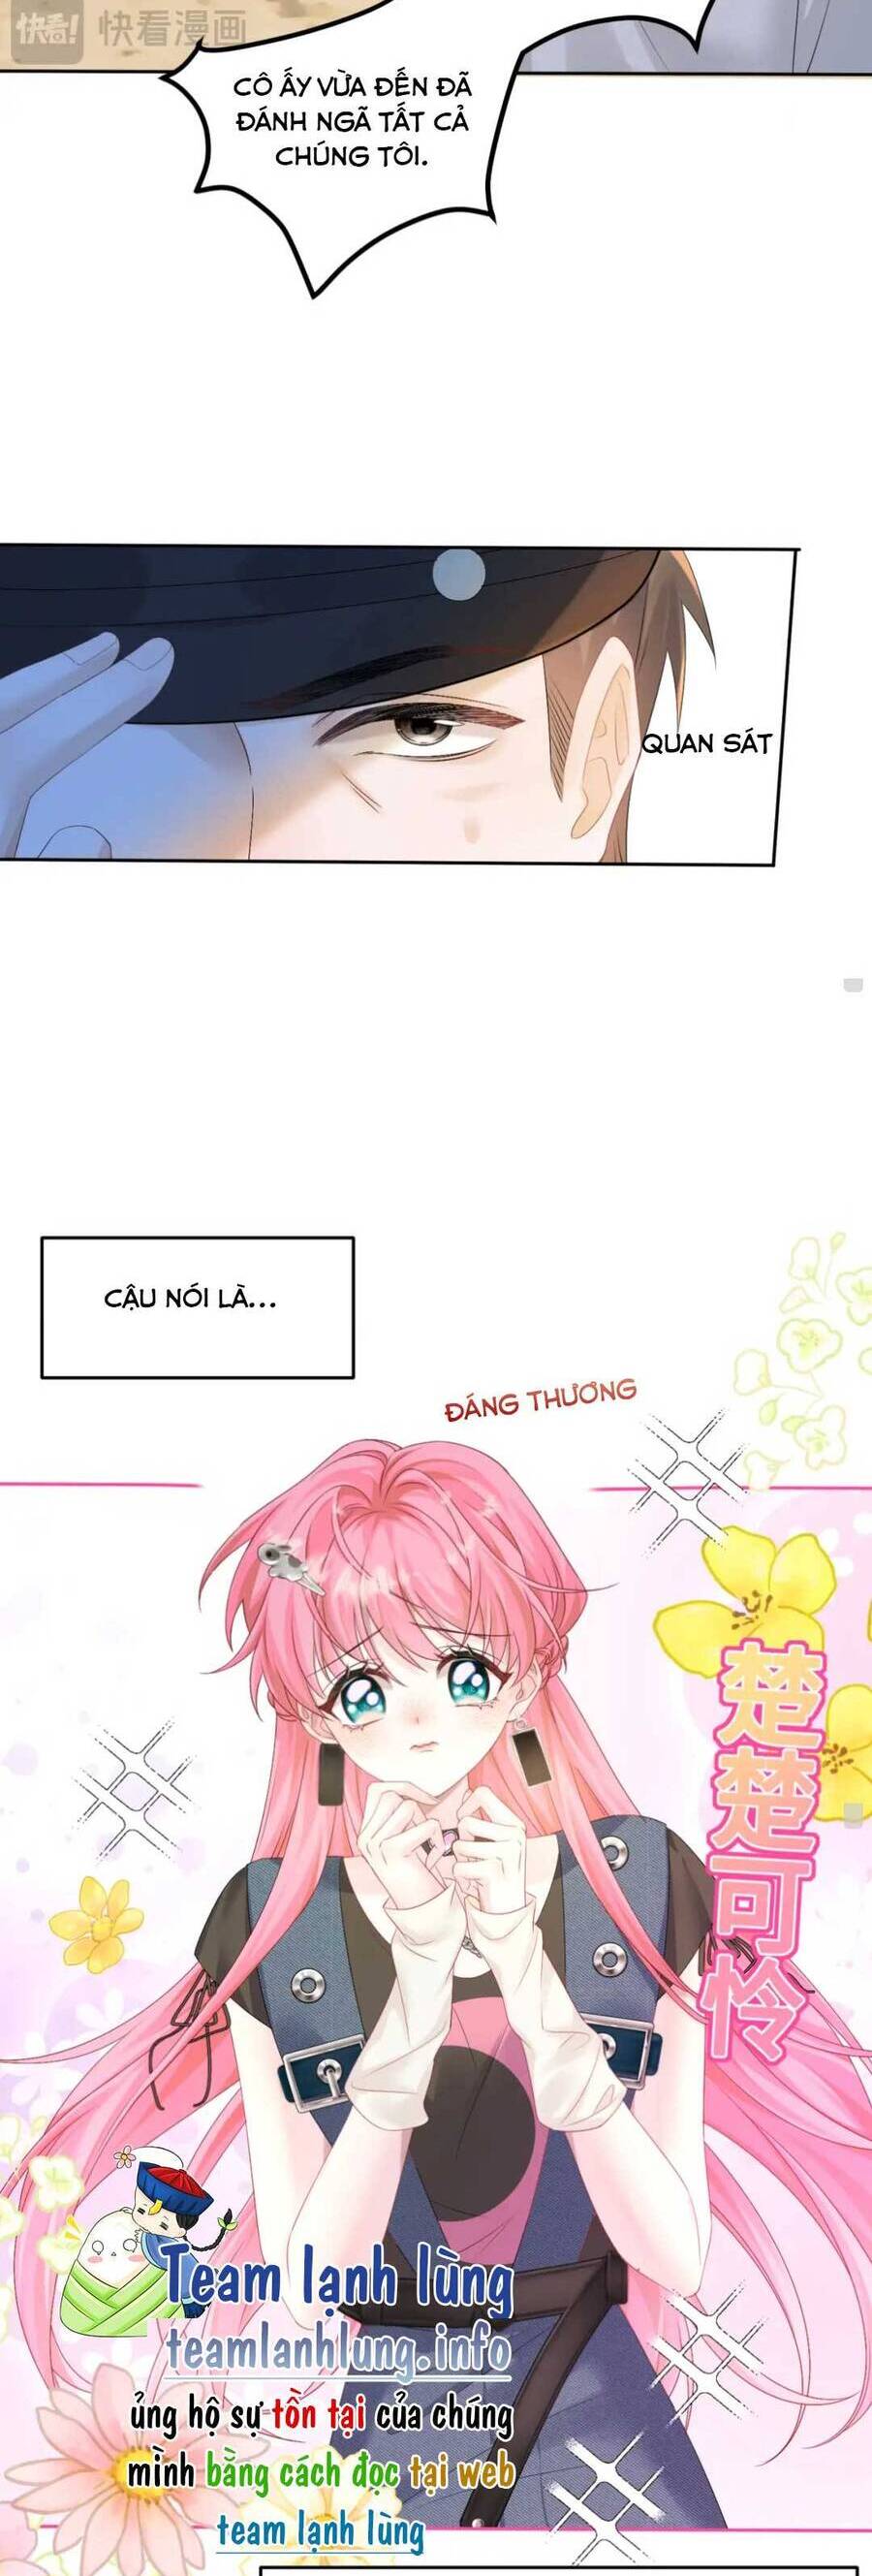 快看! 快看漫画
CÔ ẤY VỪA ĐẾN ĐÃ
ĐÁNH NGÃ TẤT CẢ
CHÚNG TÔI.
QUAN SÁT
CẬU NÓI LÀ...
ĐÁNG THƯƠNG
楚楚可怜
Team lạnh lùng
teamlanhlung.info
ủng hộ sự tồn tại của chúng
mình bằng cách đọc tại web
team lạnh lùng